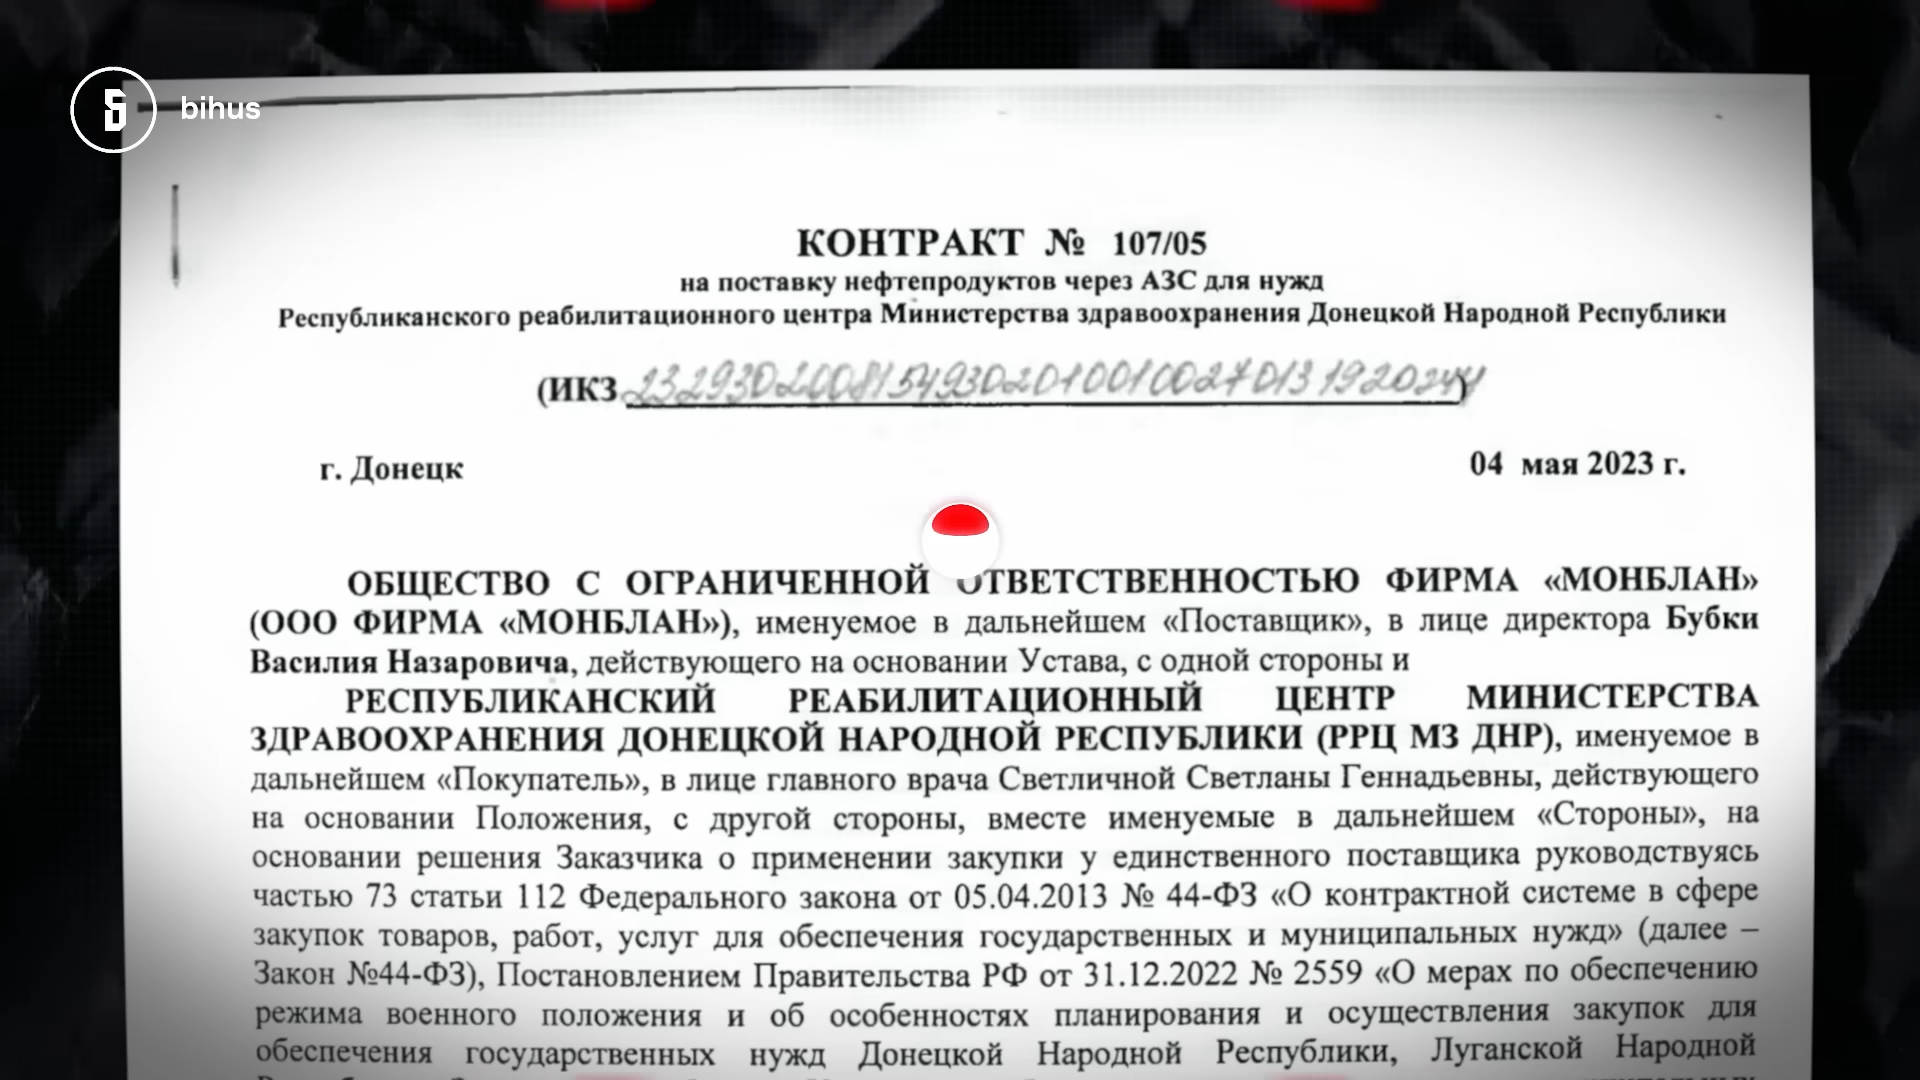 bihus
КОНТРАКТ № 107/05
на поставку нефтепродуктов через АЗС для нужд
Республиканского реабилитационного центра Министерства здравоохранения Донецкой Народной Республики
(ИКЗ )
г. Донецк 04 мая 2023 г.
ОБЩЕСТВО С ОГРАНИЧЕННОЙ ОТВЕТСТВЕННОСТЬЮ ФИРМА «МОНБЛАН»
(ООО ФИРМА «МОНБЛАН»), именуемое в дальнейшем «Поставщик», в лице директора Бубки
Василия Назаровича, действующего на основании Устава, с одной стороны и
РЕСПУБЛИКАНСКИЙ РЕАБИЛИТАЦИОННЫЙ ЦЕНТР МИНИСТЕРСТВА
ЗДРАВООХРАНЕНИЯ ДОНЕЦКОЙ НАРОДНОЙ РЕСПУБЛИКИ (РРЦ МЗ ДНР), именуемое в
дальнейшем «Покупатель», в лице главного врача Светличной Светланы Геннадьевны, действующего
на основании Положения, с другой стороны, вместе именуемые в дальнейшем «Стороны», на
основании решения Заказчика о применении закупки у единственного поставщика руководствуясь
частью 73 статьи 112 Федерального закона от 05.04.2013 № 44-ФЗ «О контрактной системе в сфере
закупок товаров, работ, услуг для обеспечения государственных и муниципальных нужд» (далее –
Закон №44-ФЗ), Постановлением Правительства РФ от 31.12.2022 № 2559 «О мерах по обеспечению
режима военного положения и об особенностях планирования и осуществления закупок для
обеспечения государственных нужд Донецкой Народной Республики, Луганской Народной